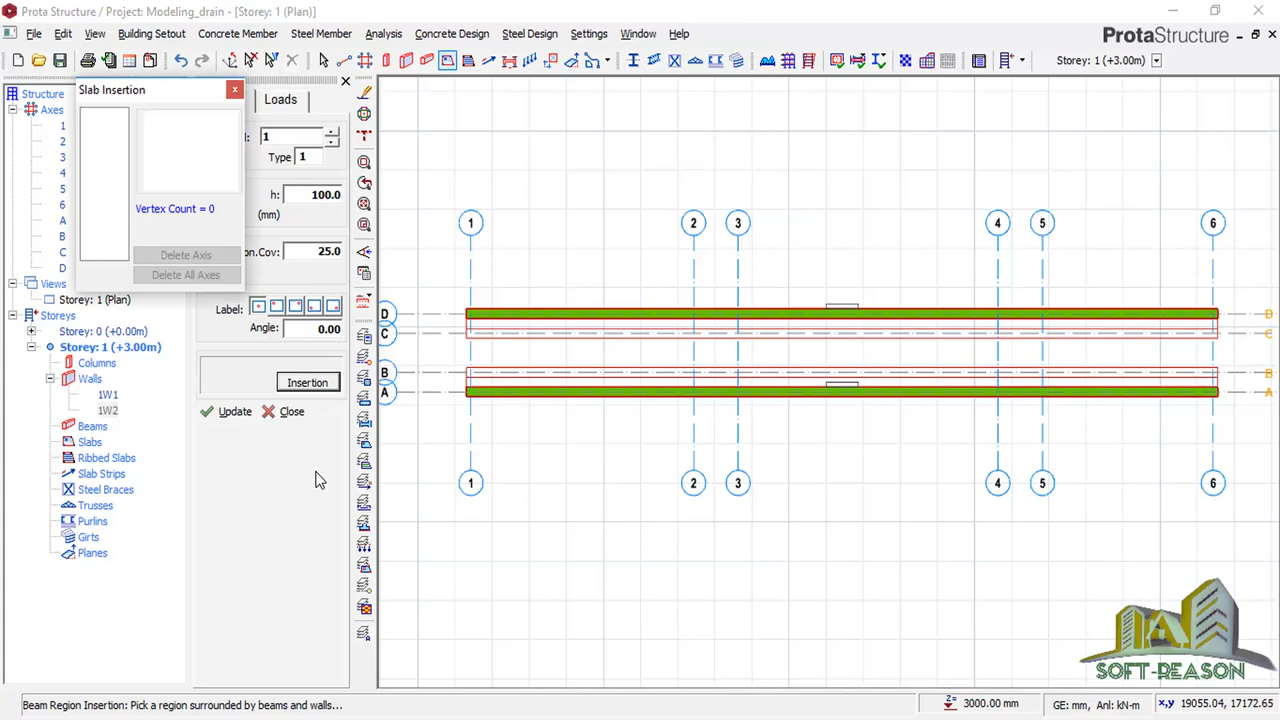 Prota Structure / Project: Modeling_drain - [Storey: 1 (Plan)]
File Edit View Building Setout Concrete Member Steel Member Analysis Concrete Design Steel Design Settings Window Help
ProtaStructure
Storey: 1 (+3.00m)
Structure
Axes
1
2
3
4
5
6
A
B
C
D
Views
Storey: 1 (Plan)
Storeys
Storey: 0 (+0.00m)
Storey: 1 (+3.00m)
Columns
Walls
1W1
1W2
Beams
Slabs
Ribbed Slabs
Slab Strips
Steel Braces
Trusses
Purlins
Girts
Planes
Slab Insertion
Vertex Count = 0
Delete Axis
Delete All Axes
Loads
1
Type 1
h: 100.0
(mm)
on.Cov: 25.0
Label:
Angle: 0.00
Insertion
Update Close
1 2 3 4 5 6
D D
C C
B B
A A
1 2 3 4 5 6
SOFT-REASON
Beam Region Insertion: Pick a region surrounded by beams and walls...
Z= 3000.00 mm
GE: mm, Anl: kN-m
x,y 19055.04, 17172.65